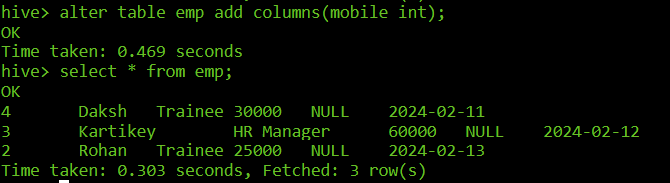 hive> alter table emp add columns(mobile int);
OK
Time taken: 0.469 seconds
hive> select * from emp;
OK
4       Daksh   Trainee 30000   NULL    2024-02-11
3       Kartikey        HR Manager      60000   NULL    2024-02-12
2       Rohan   Trainee 25000   NULL    2024-02-13
Time taken: 0.303 seconds, Fetched: 3 row(s)